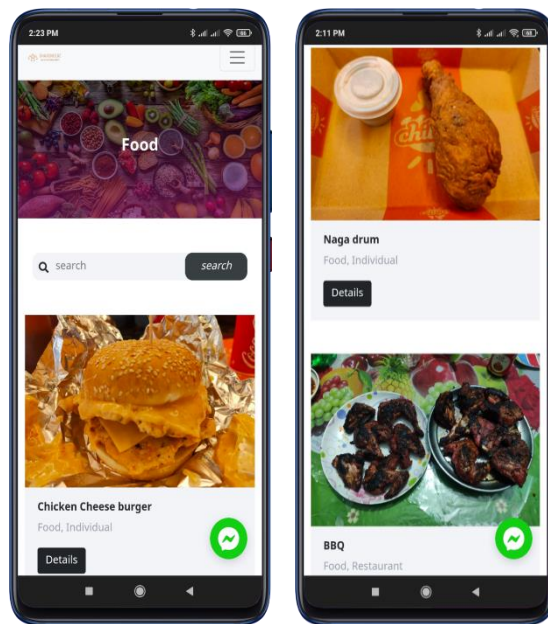 2:23 PM
Food
search
search
Chicken Cheese burger
Food, Individual
Details
2:11 PM
Naga drum
Food, Individual
Details
BBQ
Food, Restaurant